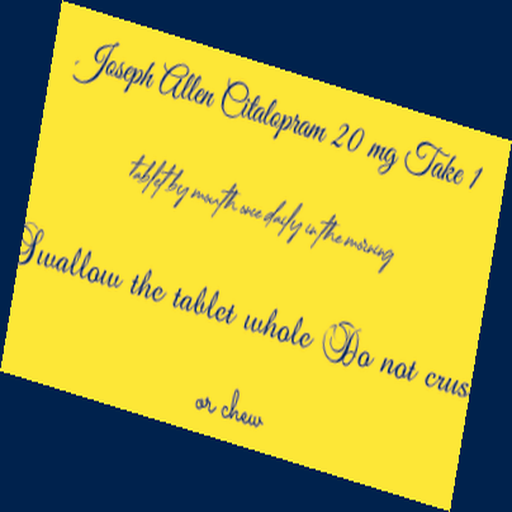 Joseph Allen Citalopram 20 mg Take 1
tablet by mouth once daily in the morning
Swallow the tablet whole Do not crus
or chew